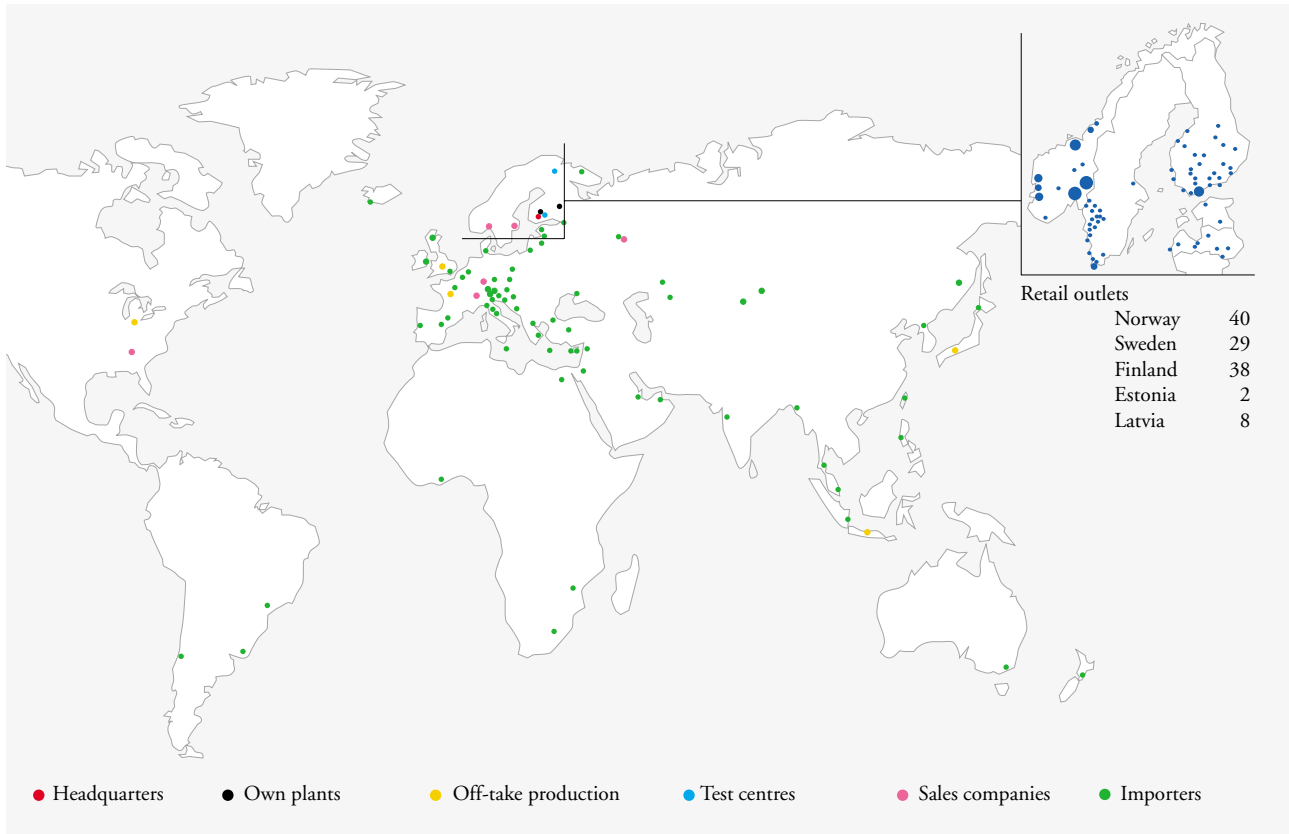 Retail outlets
Norway 40
Sweden 29
Finland 38
Estonia 2
Latvia 8
Headquarters Own plants Off-take production Test centres Sales companies Importers